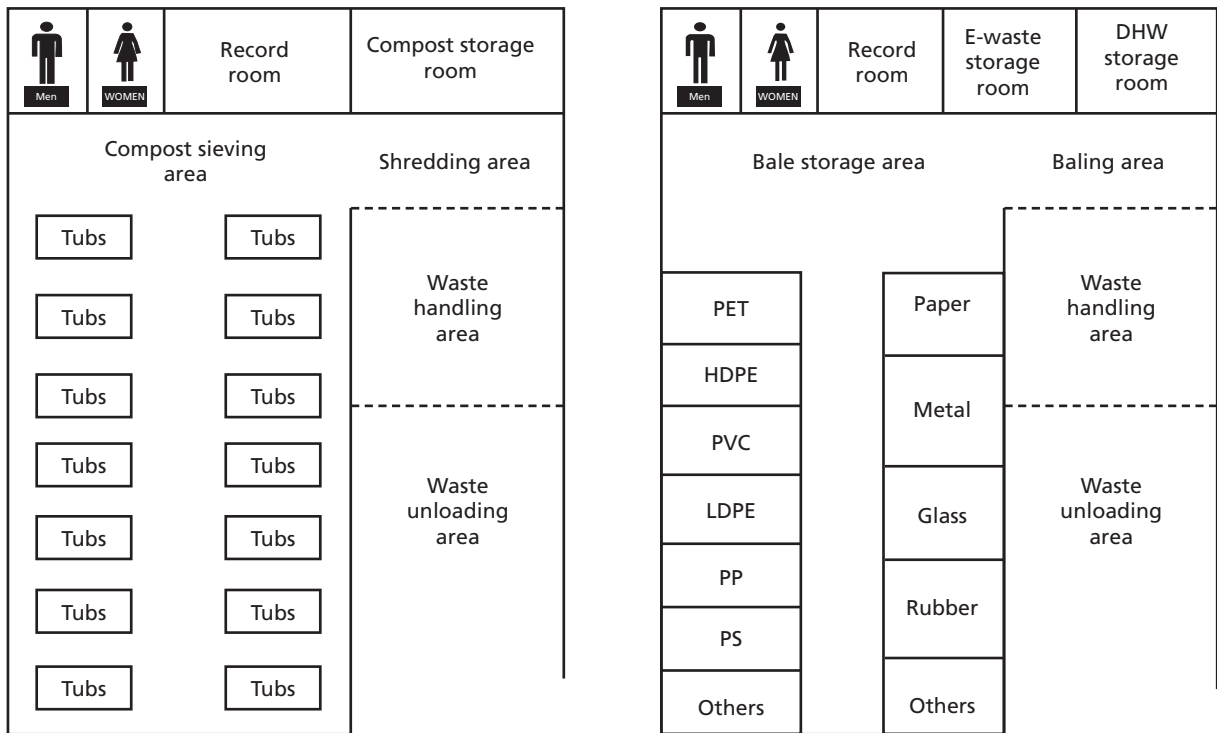 Men
WOMEN
Record
room
Compost storage
room
Compost sieving
area
Shredding area
Tubs
Tubs
Tubs
Tubs
Tubs
Tubs
Tubs
Tubs
Tubs
Tubs
Tubs
Tubs
Tubs
Tubs
Waste
handling
area
Waste
unloading
area
Men
WOMEN
Record
room
E-waste
storage
room
DHW
storage
room
Bale storage area
Baling area
PET
HDPE
PVC
LDPE
PP
PS
Others
Paper
Metal
Glass
Rubber
Others
Waste
handling
area
Waste
unloading
area